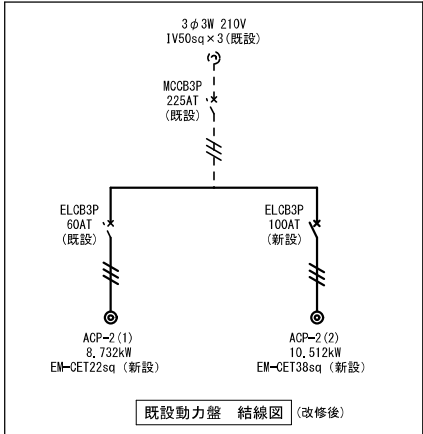 3φ3W 210V
IV50sq×3(既設)
MCCB3P
225AT
(既設)
ELCB3P
60AT
(既設)
ELCB3P
100AT
(新設)
ACP-2(1)
8.732kW
EM-CET22sq (新設)
ACP-2(2)
10.512kW
EM-CET38sq (新設)
既設動力盤 結線図 (改修後)